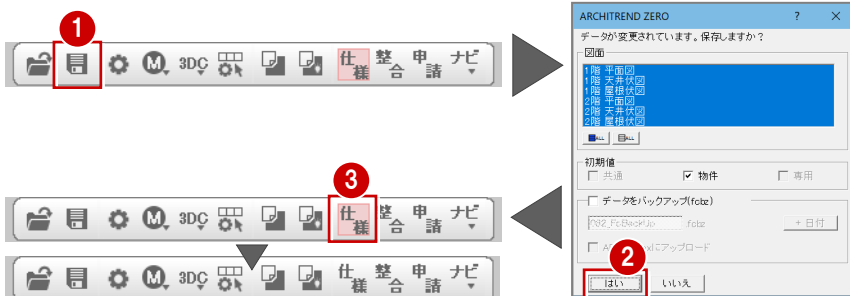 1
3DC 仕様 整合 申請 ナビ
ARCHITREND ZERO ? ×
データが変更されています。保存しますか?
図面
1階 平面図
1階 天井伏図
1階 屋根伏図
2階 平面図
2階 天井伏図
2階 屋根伏図
ALL ALL
初期値
共通 物件 専用
データをバックアップ(fcbz)
.fcbz + 日付
にアップロード
2
はい いいえ
3
3DC 仕様 整合 申請 ナビ
3DC 仕様 整合 申請 ナビ